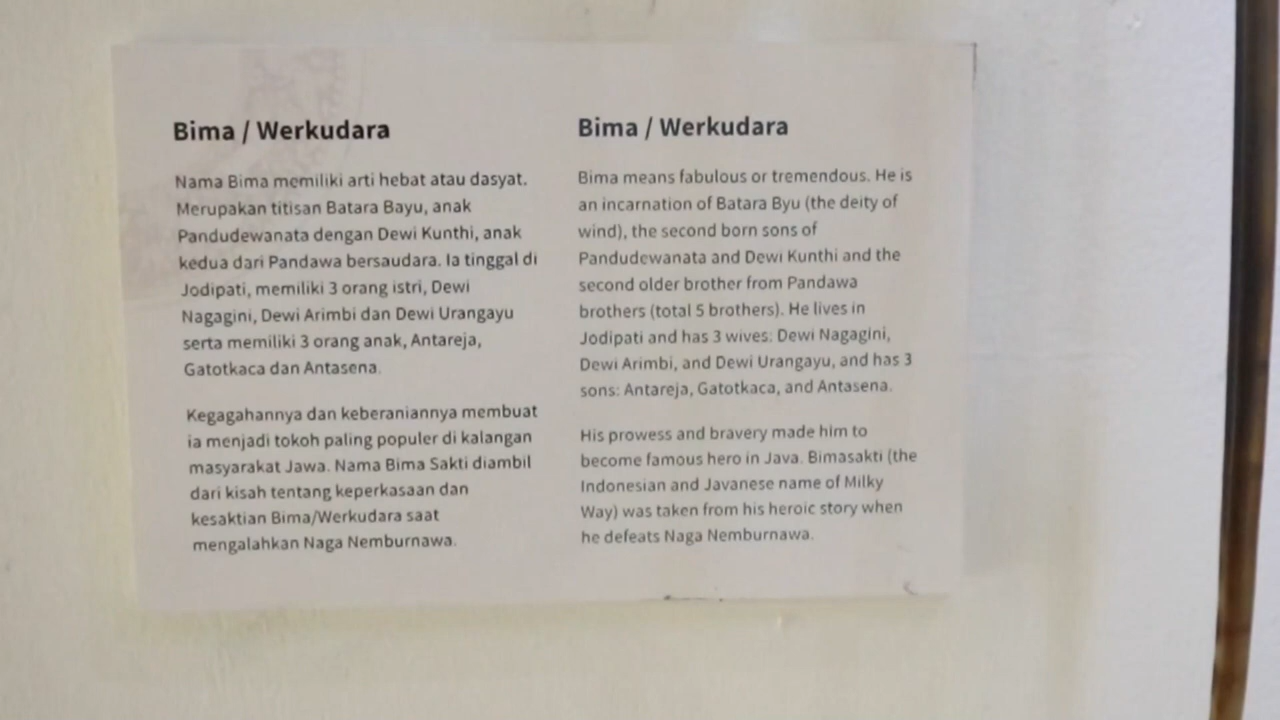 Bima / Werkudara
Nama Bima memiliki arti hebat atau dasyat.
Merupakan titisan Batara Bayu, anak
Pandudewanata dengan Dewi Kunthi, anak
kedua dari Pandawa bersaudara. Ia tinggal di
Jodipati, memiliki 3 orang istri, Dewi
Nagagini, Dewi Arimbi dan Dewi Urangayu
serta memiliki 3 orang anak, Antareja,
Gatotkaca dan Antasena.
Kegagahannya dan keberaniannya membuat
ia menjadi tokoh paling populer di kalangan
masyarakat Jawa. Nama Bima Sakti diambil
dari kisah tentang keperkasaan dan
kesaktian Bima/Werkudara saat
mengalahkan Naga Nemburnawa.
Bima / Werkudara
Bima means fabulous or tremendous. He is
an incarnation of Batara Byu (the deity of
wind), the second born sons of
Pandudewanata and Dewi Kunthi and the
second older brother from Pandawa
brothers (total 5 brothers). He lives in
Jodipati and has 3 wives: Dewi Nagagini,
Dewi Arimbi, and Dewi Urangayu, and has 3
sons: Antareja, Gatotkaca, and Antasena.
His prowess and bravery made him to
become famous hero in Java. Bimasakti (the
Indonesian and Javanese name of Milky
Way) was taken from his heroic story when
he defeats Naga Nemburnawa.